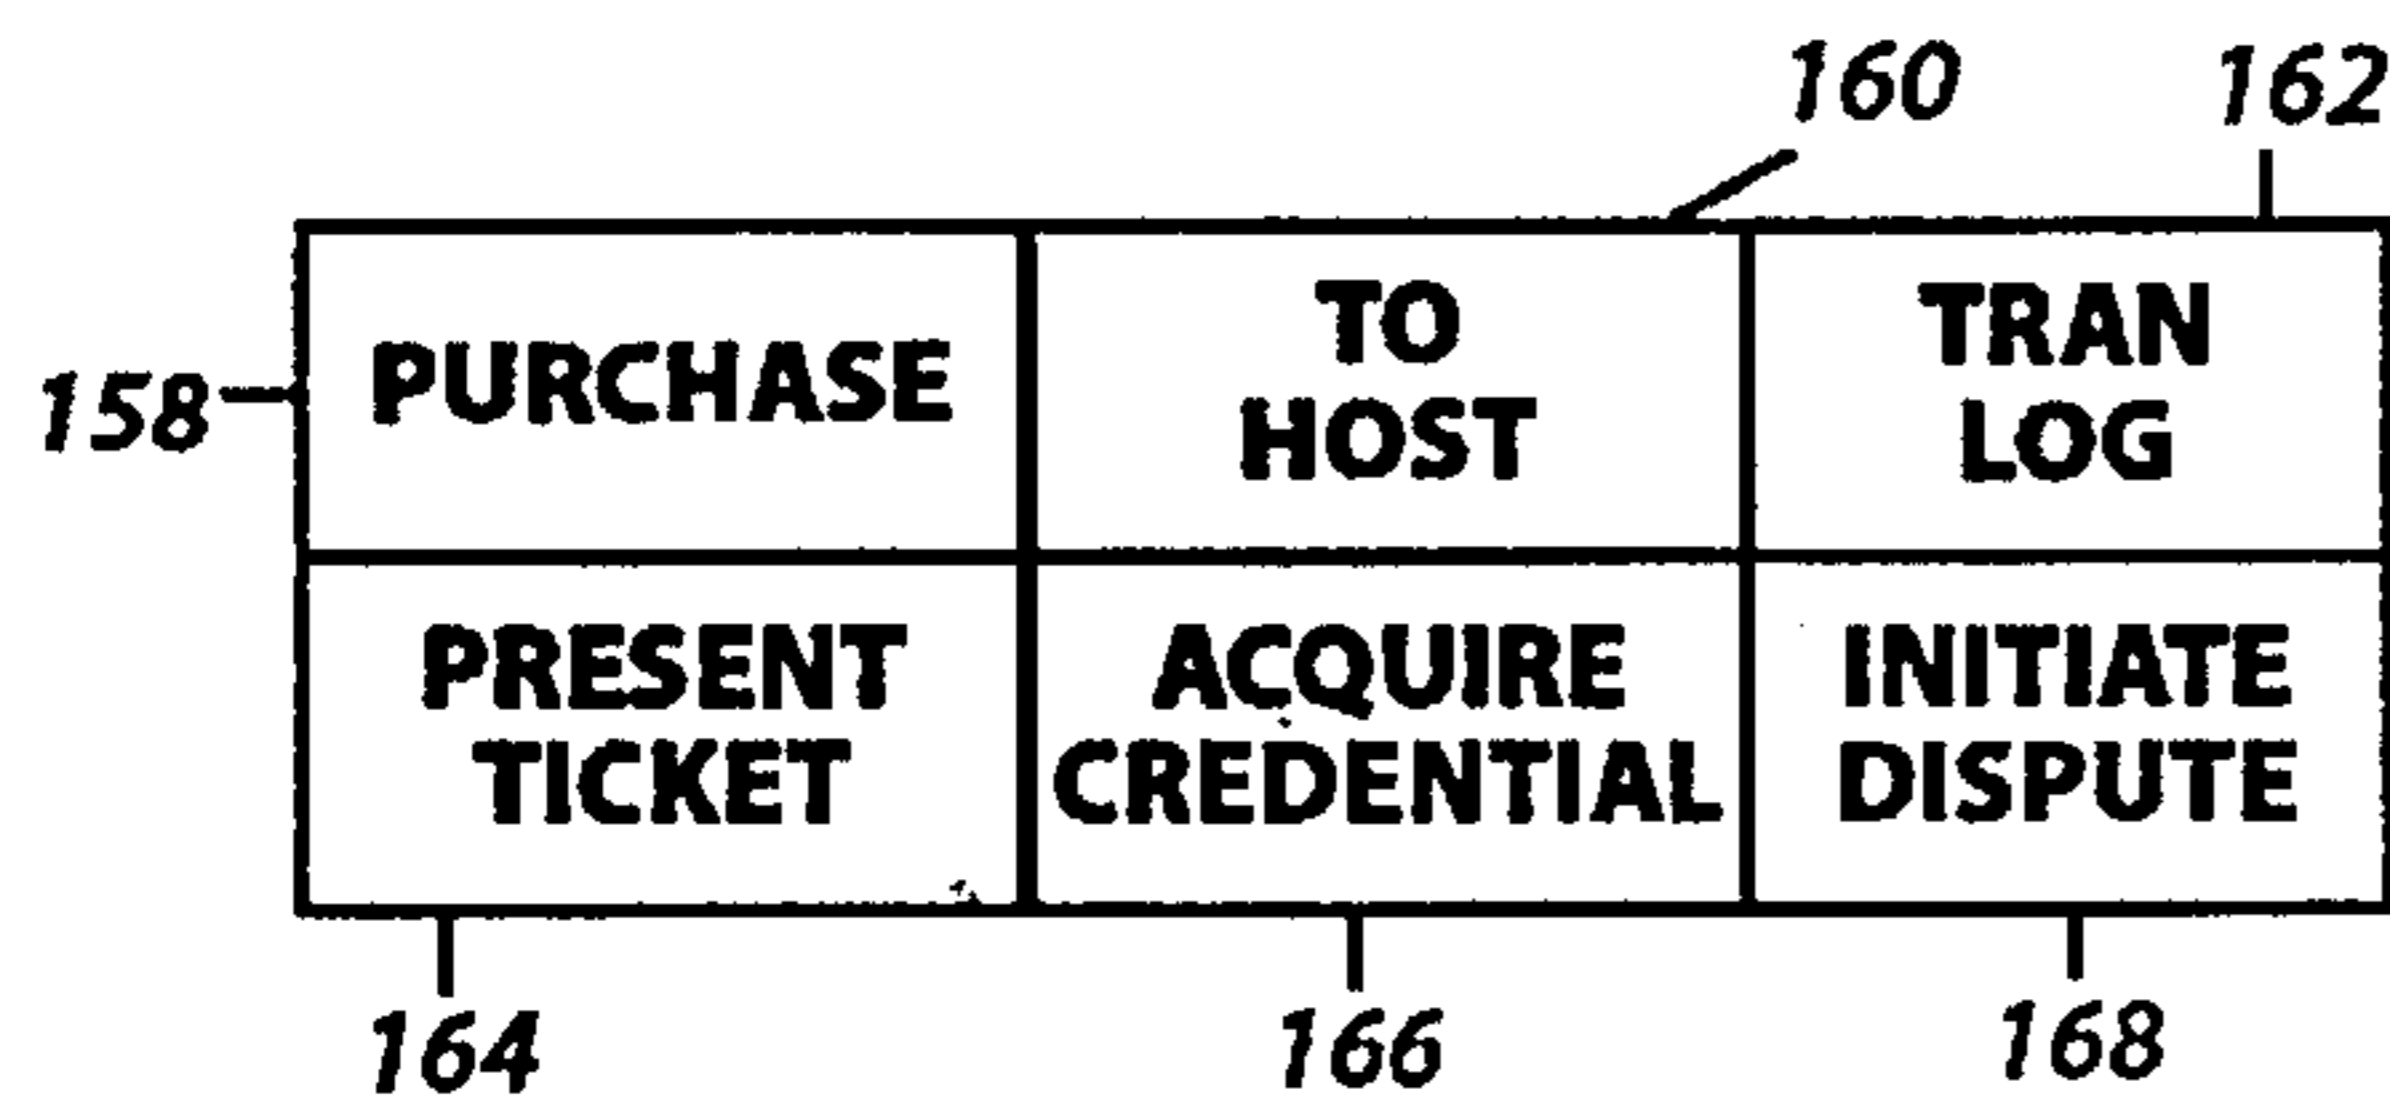 160
162
158
PURCHASE
TO
HOST
TRAN
LOG
PRESENT
TICKET
ACQUIRE
CREDENTIAL
INITIATE
DISPUTE
164
166
168